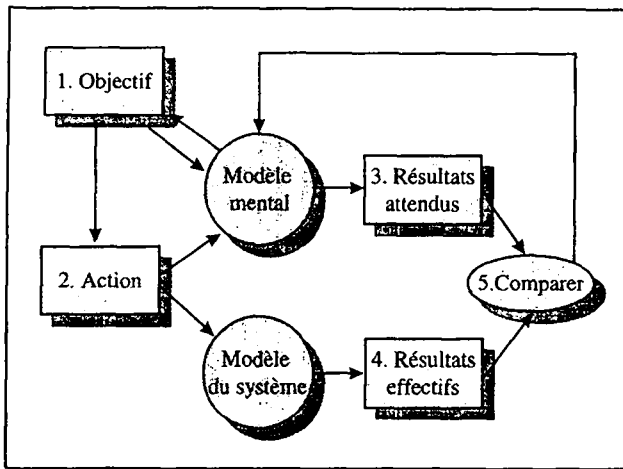 1. Objectif
Modèle
mental
3. Résultats
attendus
2. Action
5.Comparer
Modèle
du système
4. Résultats
effectifs